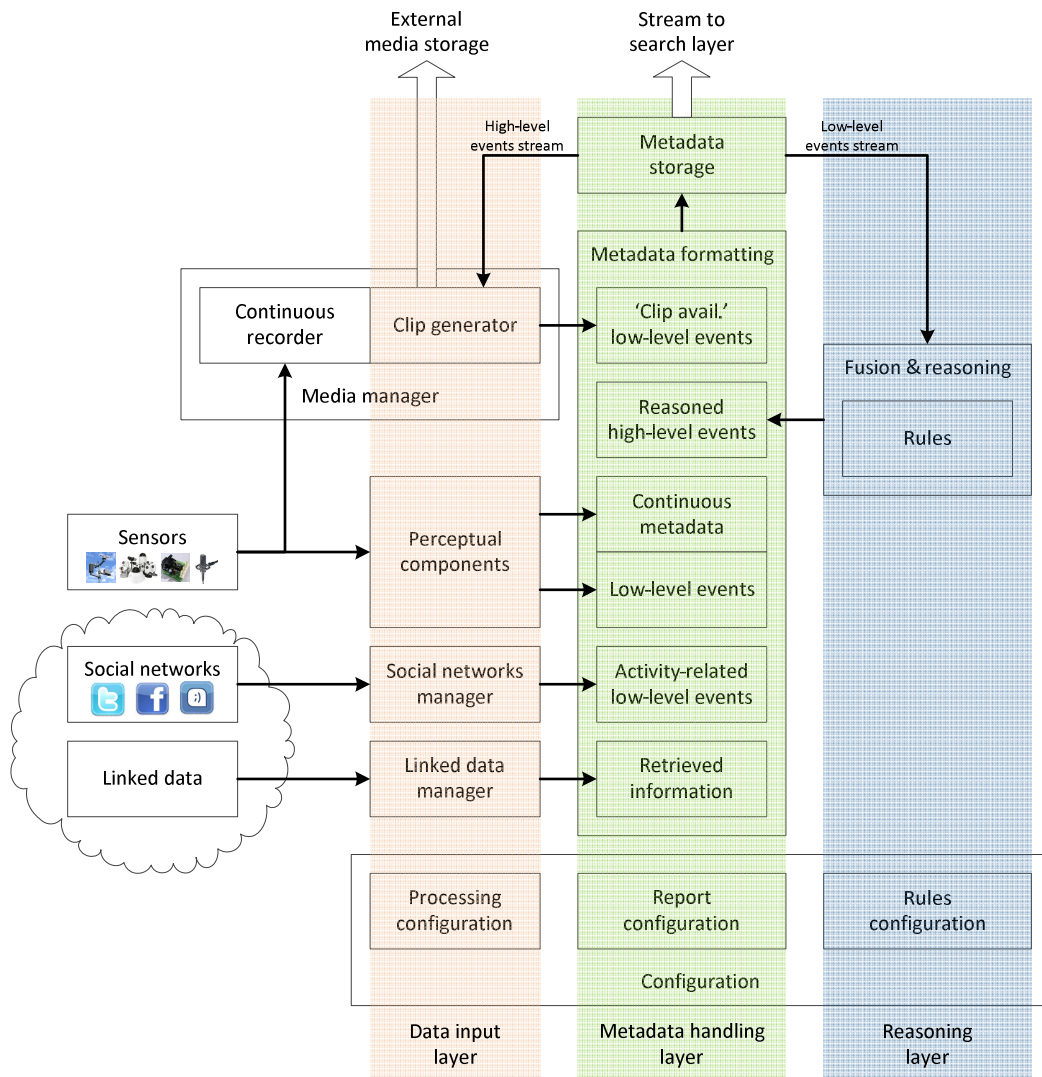 External
media storage
Stream to
search layer
High-level
events stream
Metadata
storage
Low-level
events stream
Metadata formatting
Continuous
recorder
Clip generator
‘Clip avail.’
low-level events
Media manager
Reasoned
high-level events
Fusion & reasoning
Rules
Sensors
Perceptual
components
Continuous
metadata
Low-level events
Social networks
Social networks
manager
Activity-related
low-level events
Linked data
Linked data
manager
Retrieved
information
Processing
configuration
Report
configuration
Rules
configuration
Configuration
Data input
layer
Metadata handling
layer
Reasoning
layer